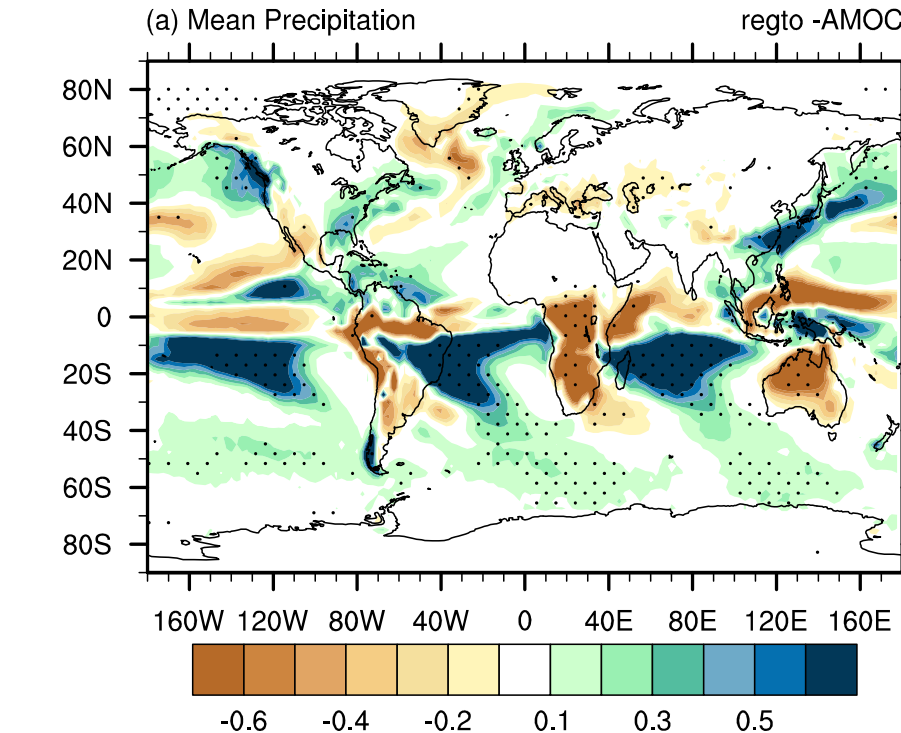 (a) Mean Precipitation regto -AMOC
80N
60N
40N
20N
0
20S
40S
60S
80S
160W 120W 80W 40W 0 40E 80E 120E 160E
-0.6 -0.4 -0.2 0.1 0.3 0.5